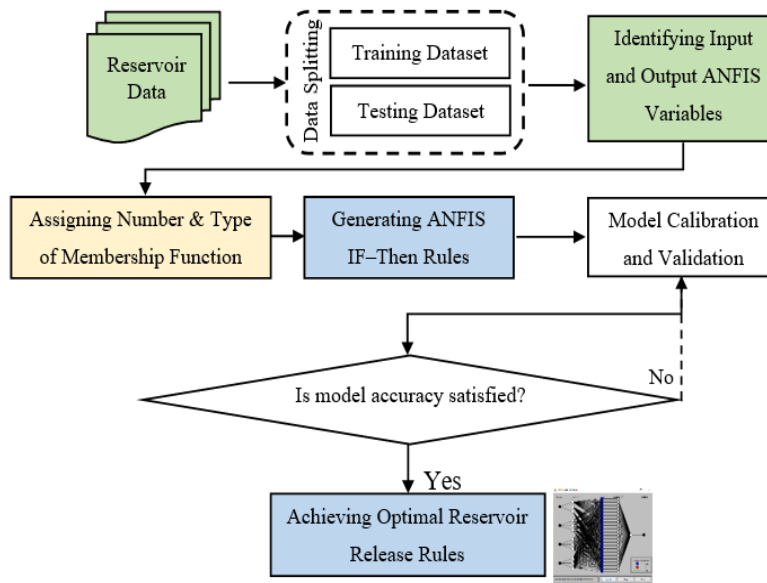 Reservoir
Data
Data Splitting
Training Dataset
Testing Dataset
Identifying Input
and Output ANFIS
Variables
Assigning Number & Type
of Membership Function
Generating ANFIS
IF–Then Rules
Model Calibration
and Validation
Is model accuracy satisfied?
No
Yes
Achieving Optimal Reservoir
Release Rules